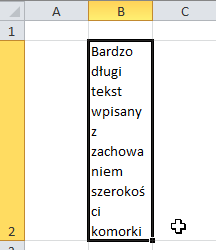 A B C
1
Bardzo
długi
tekst
wpisany
z
zachowa
niem
szerokoś
ci
komorki
2